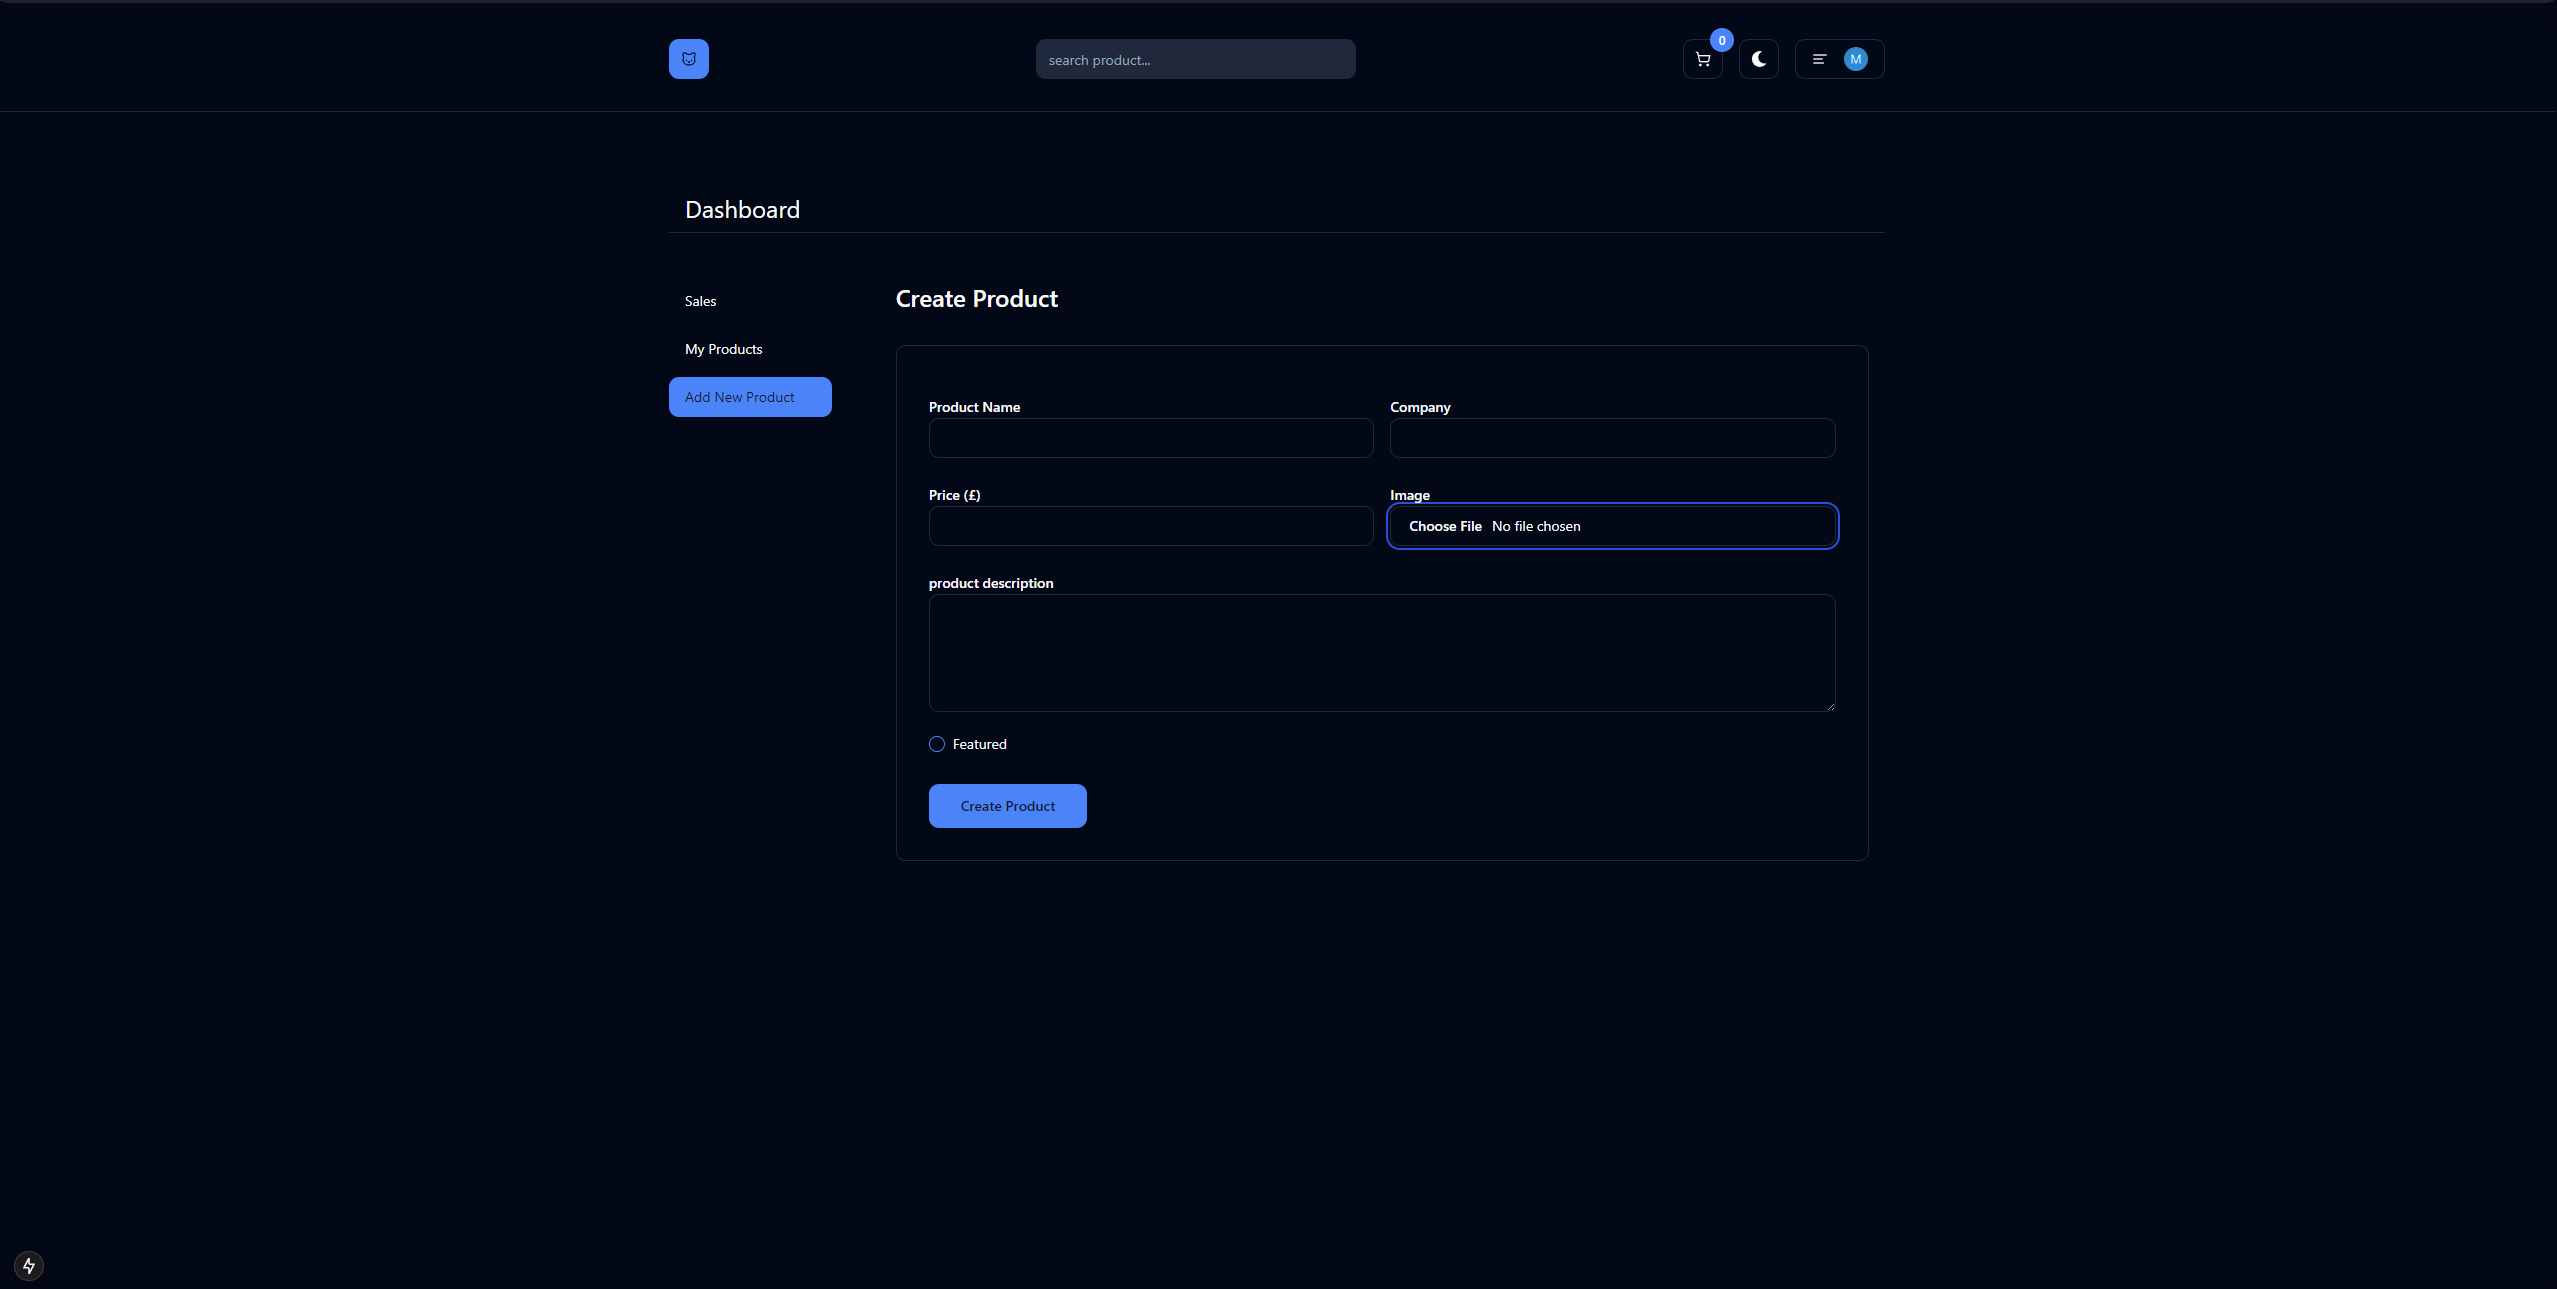 search product...
0
M
Dashboard
Sales
My Products
Add New Product
Create Product
Product Name
Company
Price (£)
Image
Choose File No file chosen
product description
Featured
Create Product